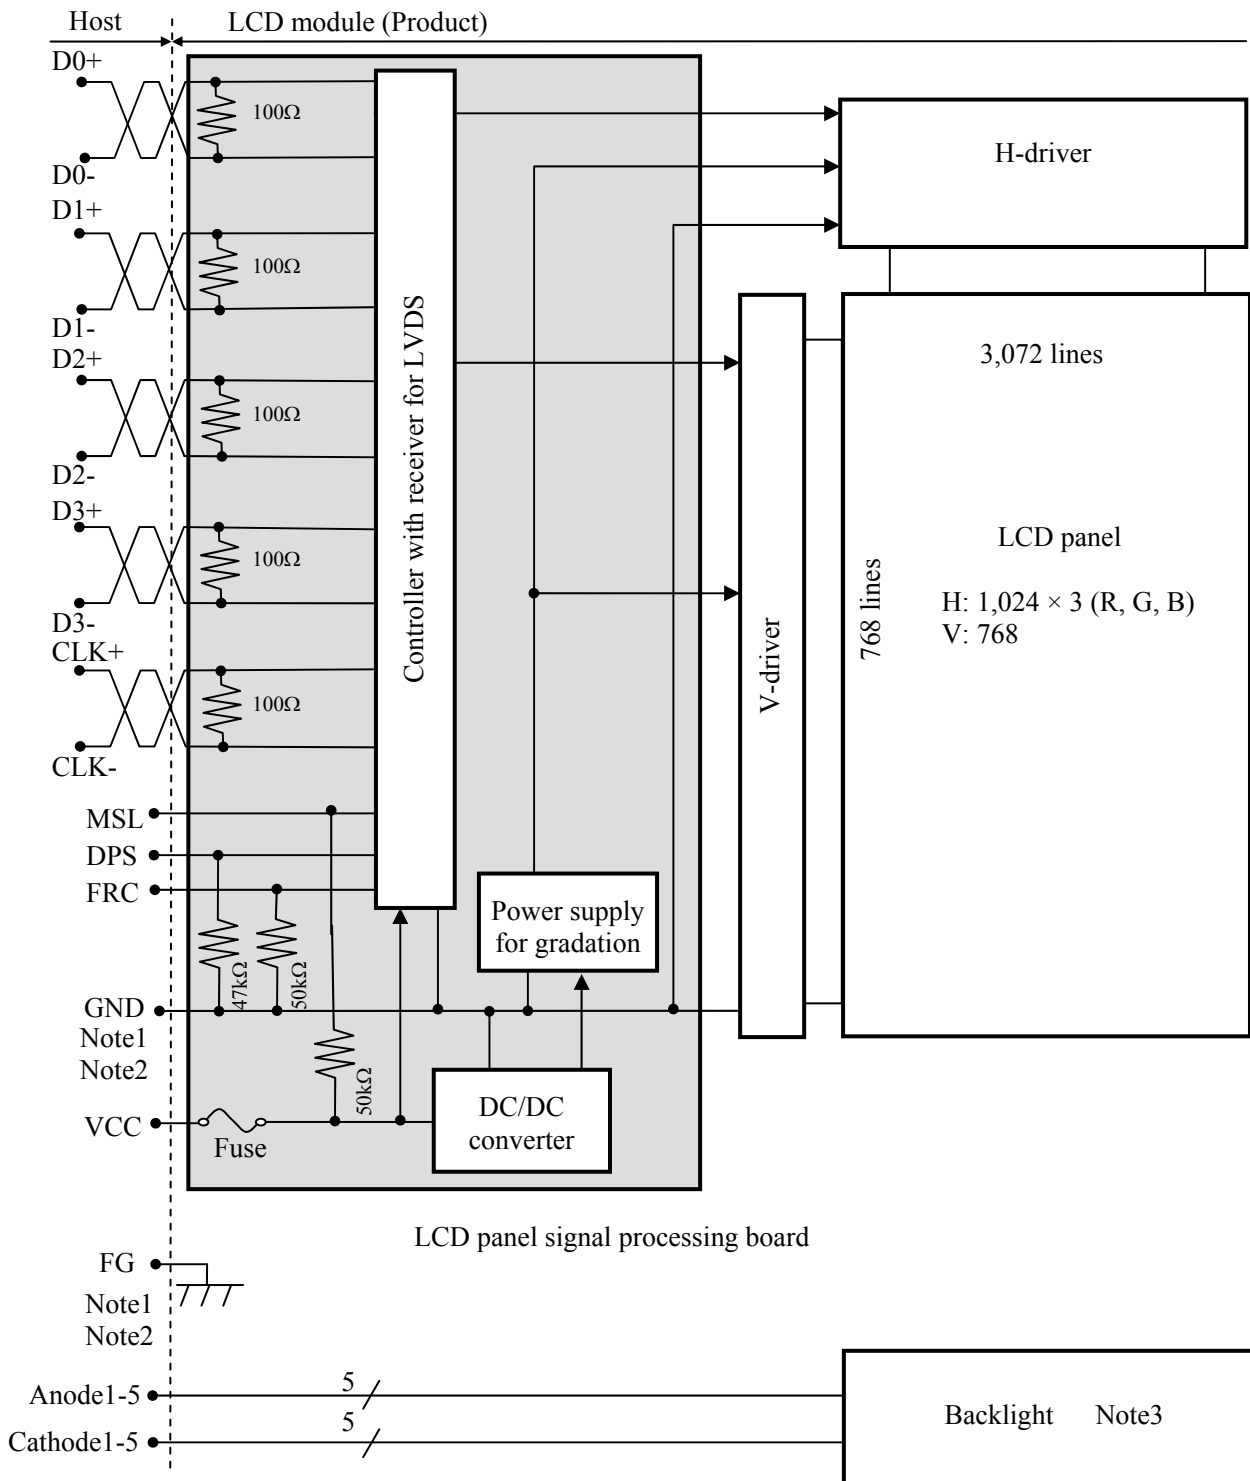 Host
LCD module (Product)
D0+
100Ω
D0-
D1+
100Ω
D1-
D2+
100Ω
D2-
D3+
100Ω
D3-
CLK+
100Ω
CLK-
MSL
DPS
FRC
47kΩ
50kΩ
GND
Note1
Note2
50kΩ
VCC
Fuse
Controller with receiver for LVDS
Power supply
for gradation
DC/DC
converter
H-driver
V-driver
3,072 lines
768 lines
LCD panel
H: 1,024 × 3 (R, G, B)
V: 768
LCD panel signal processing board
FG
Note1
Note2
Anode1-5
5
Cathode1-5
5
Backlight Note3